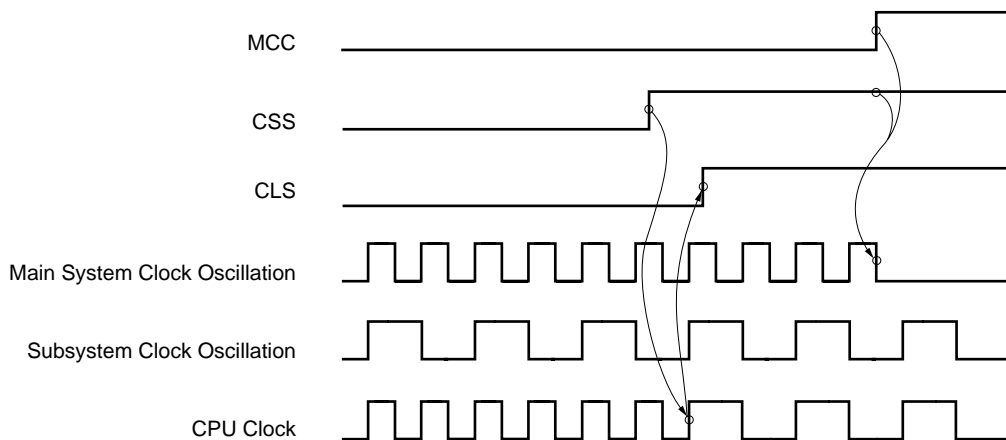 MCC
CSS
CLS
Main System Clock Oscillation
Subsystem Clock Oscillation
CPU Clock